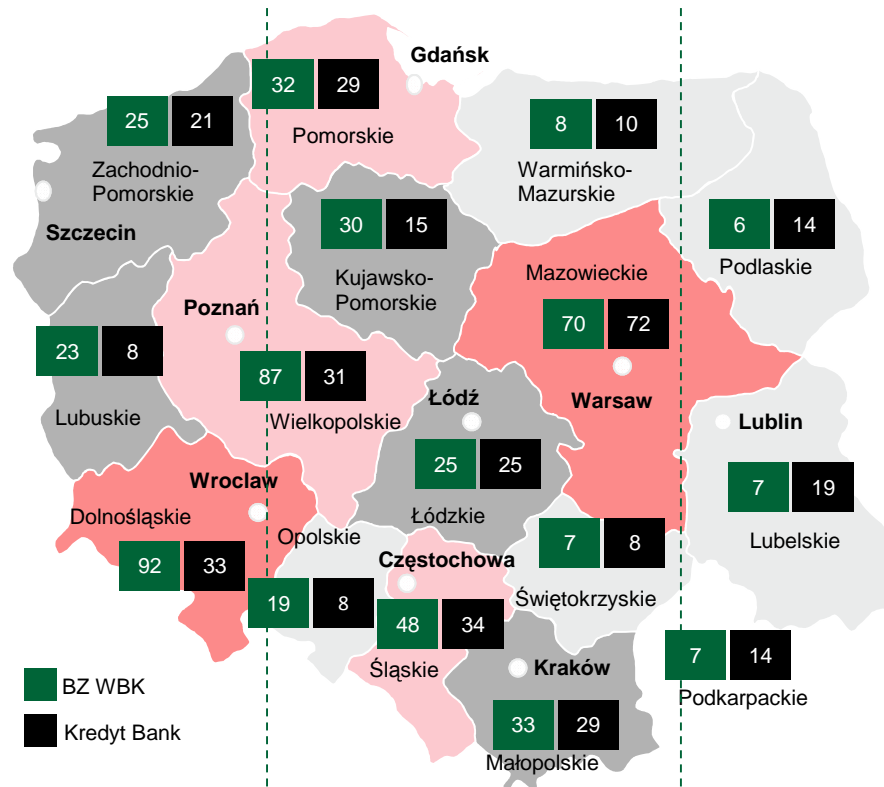 Gdańsk
32 29
Pomorskie
25 21
Zachodnio-
Pomorskie
8 10
Warmińsko-
Mazurskie
Szczecin
30 15
Kujawsko-
Pomorskie
6 14
Podlaskie
Mazowieckie
70 72
Warsaw
Poznań
23 8
Lubuskie
87 31
Wielkopolskie
Łódź
25 25
Łódzkie
Lublin
7 19
Lubelskie
Wroclaw
Dolnośląskie
92 33
Opolskie
19 8
Częstochowa
48 34
Śląskie
7 8
Świętokrzyskie
7 14
Podkarpackie
Kraków
33 29
Małopolskie
BZ WBK
Kredyt Bank